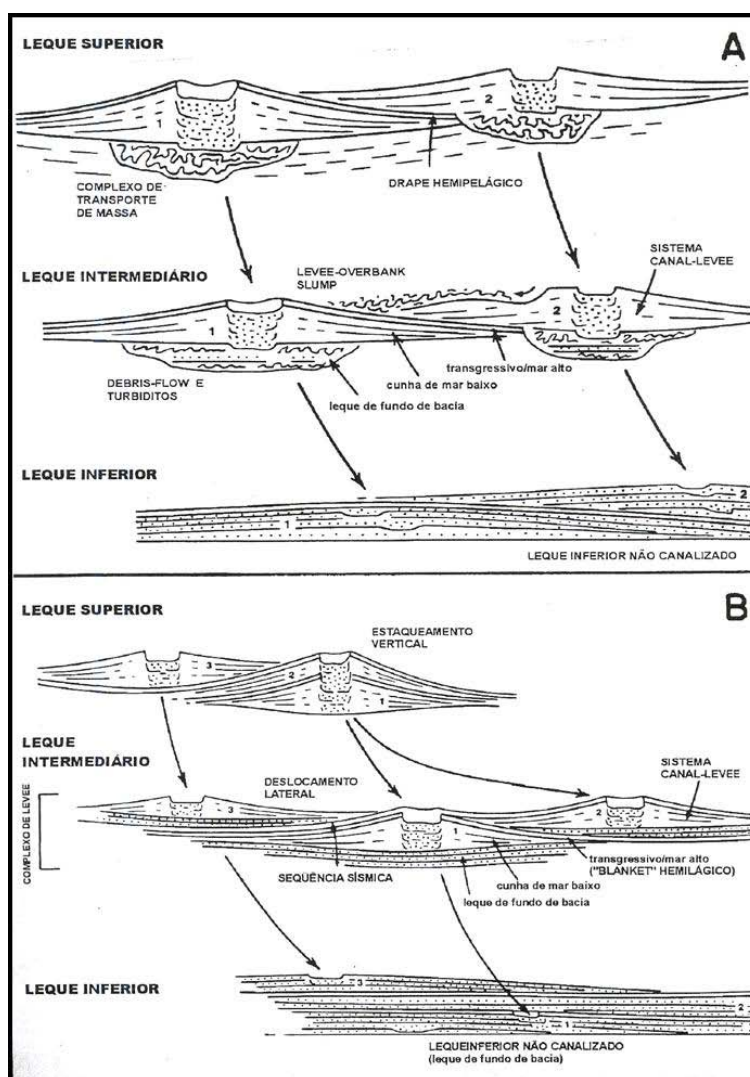 LEQUE SUPERIOR
A
1
2
COMPLEXO DE
TRANSPORTE
DE MASSA
DRAPE HEMIPELÁGICO
LEQUE INTERMEDIÁRIO
LEVEE-OVERBANK
SLUMP
SISTEMA
CANAL-LEVEE
1
2
DEBRIS-FLOW E
TURBIDITOS
transgressivo/mar alto
cunha de mar baixo
leque de fundo de bacia
LEQUE INFERIOR
2
1
LEQUE INFERIOR NÃO CANALIZADO
LEQUE SUPERIOR
B
ESTAQUEAMENTO
VERTICAL
3
2
1
LEQUE
INTERMEDIÁRIO
DESLOCAMENTO
LATERAL
SISTEMA
CANAL-LEVEE
COMPLEXO DE LEVEE
3
1
2
SEQÜÊNCIA SÍSMICA
transgressivo/mar alto
("BLANKET" HEMILÁGICO)
cunha de mar baixo
leque de fundo de bacia
LEQUE INFERIOR
3
2
1
LEQUEINFERIOR NÃO CANALIZADO
(leque de fundo de bacia)